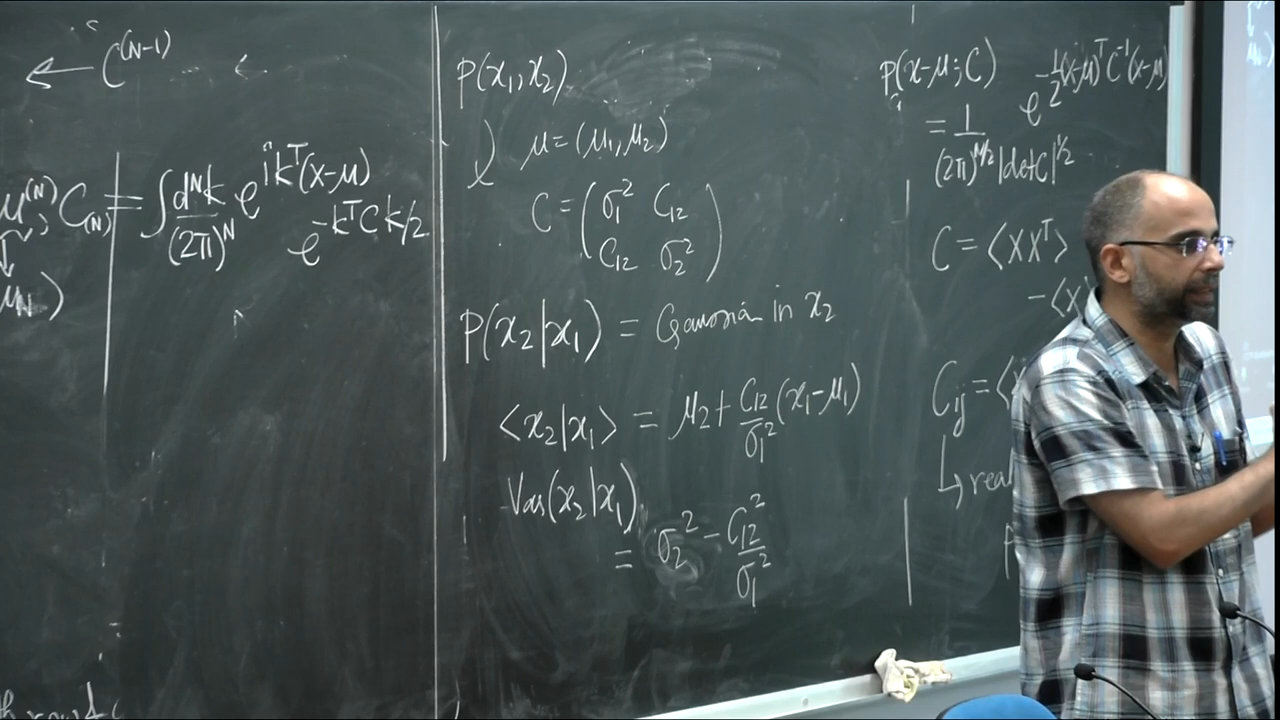 ← C^(N-1)
μ^(N); C_(N) = ∫ d^N k / (2π)^N e^{i k^T (x-μ)}
e^{-k^T C k/2}
μ_N)
p(x₁, x₂)
μ = (μ₁, μ₂)
C = ( σ₁² C₁₂
C₁₂ σ₂² )
p(x₂|x₁) = Gaussian in x₂
⟨x₂|x₁⟩ = μ₂ + C₁₂/σ₁² (x₁-μ₁)
Var(x₂|x₁)
= σ₂² - C₁₂²/σ₁²
p(x-μ; C) e^{-½(x-μ)^T C⁻¹(x-μ)}
= 1 / (2π)^{N/2} |det C|^{1/2}
C = ⟨x x^T⟩
- ⟨x⟩
C_ij = ⟨x
↳ real